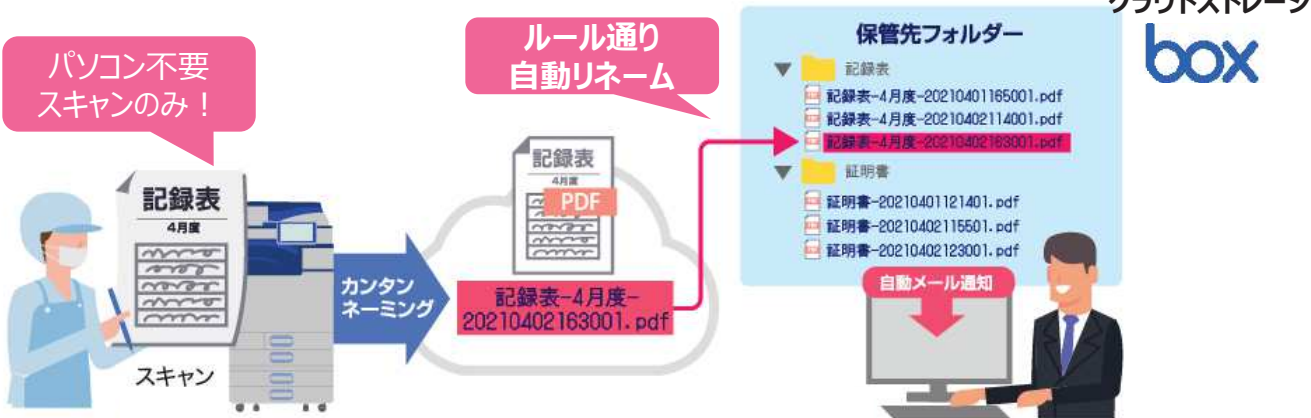 クラウドストレージ
box
パソコン不要
スキャンのみ！
ルール通り
自動リネーム
保管先フォルダー
記録表
記録表-4月度-20210401165001.pdf
記録表-4月度-20210402114001.pdf
記録表-4月度-20210402163001.pdf
証明書
証明書-20210401121401.pdf
証明書-20210402115501.pdf
証明書-20210402123001.pdf
記録表
4月度
スキャン
カンタン
ネーミング
記録表
4月度
PDF
記録表-4月度-
20210402163001.pdf
自動メール通知